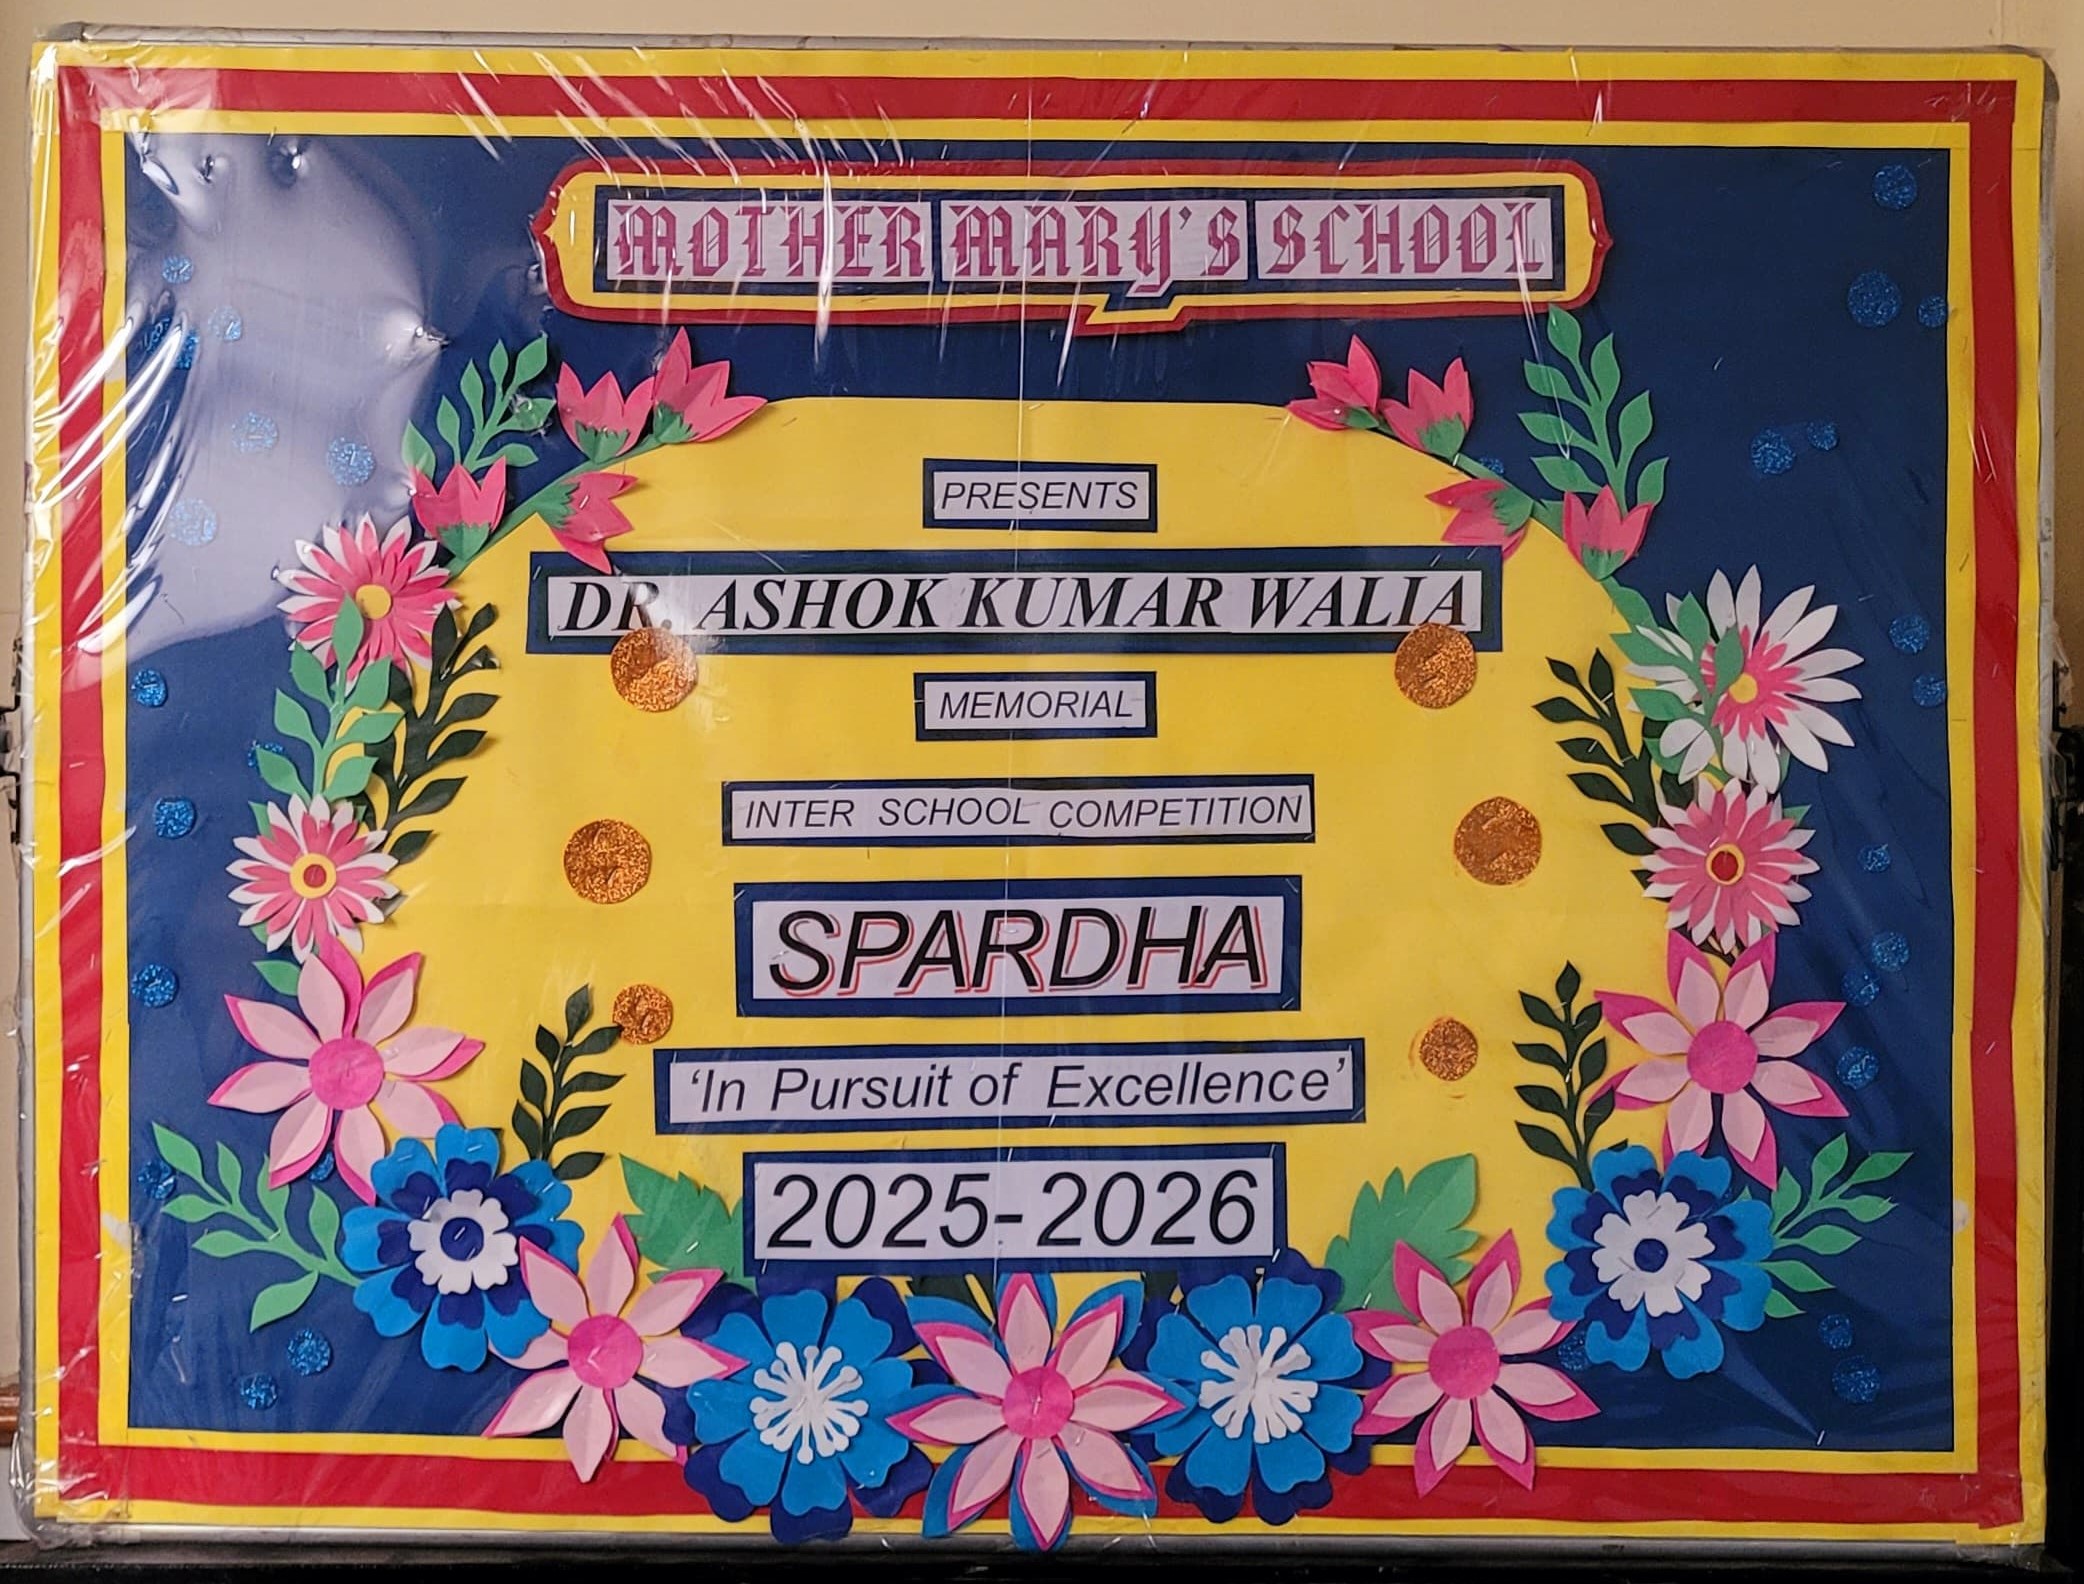 MOTHER MARY'S SCHOOL
PRESENTS
DR. ASHOK KUMAR WALIA
MEMORIAL
INTER SCHOOL COMPETITION
SPARDHA
‘In Pursuit of Excellence’
2025-2026